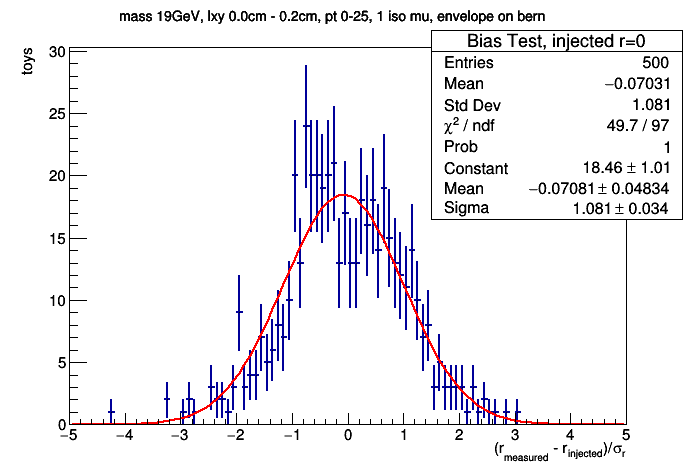 mass 19GeV, lxy 0.0cm - 0.2cm, pt 0-25, 1 iso mu, envelope on bern
Bias Test, injected r=0
Entries 500
Mean −0.07031
Std Dev 1.081
χ² / ndf 49.7 / 97
Prob 1
Constant 18.46 ± 1.01
Mean −0.07081 ± 0.04834
Sigma 1.081 ± 0.034
toys
30
25
20
15
10
5
0
−5 −4 −3 −2 −1 0 1 2 3 4 5
(r_measured - r_injected)/σ_r